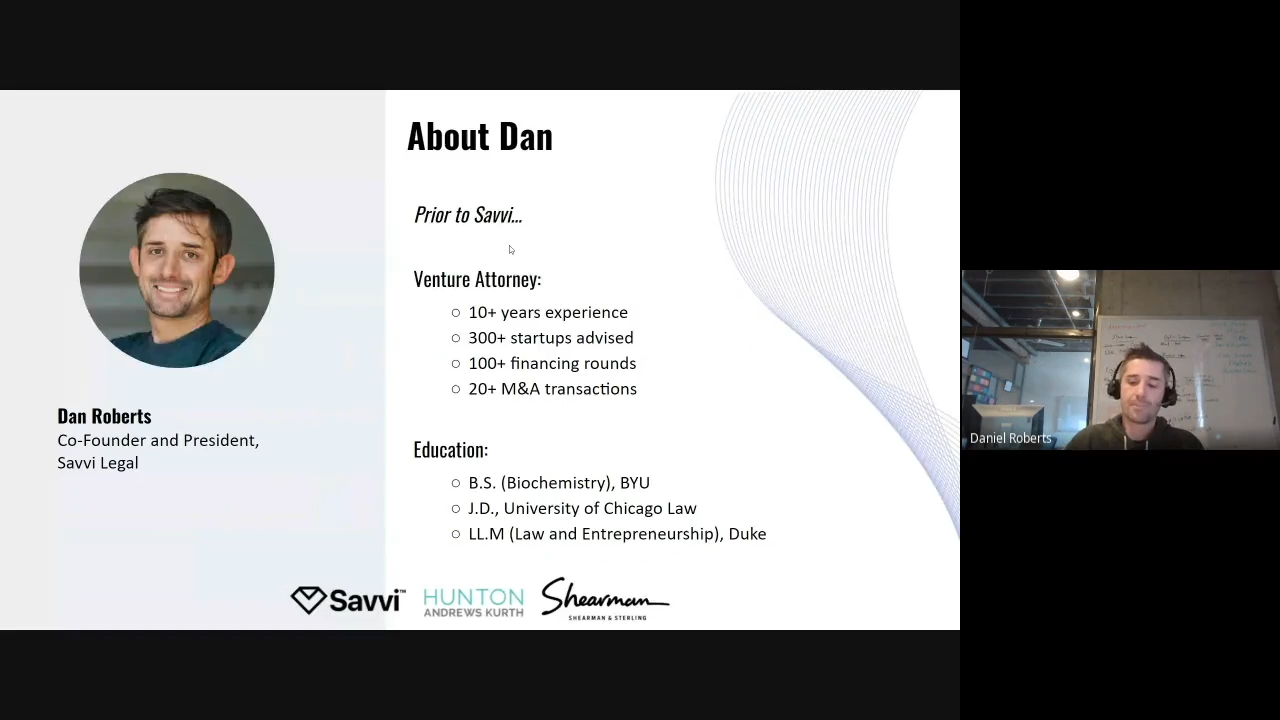 About Dan
Prior to Savvi...
Venture Attorney:
○ 10+ years experience
○ 300+ startups advised
○ 100+ financing rounds
○ 20+ M&A transactions
Dan Roberts
Co-Founder and President,
Savvi Legal
Education:
○ B.S. (Biochemistry), BYU
○ J.D., University of Chicago Law
○ LL.M (Law and Entrepreneurship), Duke
Savvi™
HUNTON
ANDREWS KURTH
Shearman
SHEARMAN & STERLING
Daniel Roberts